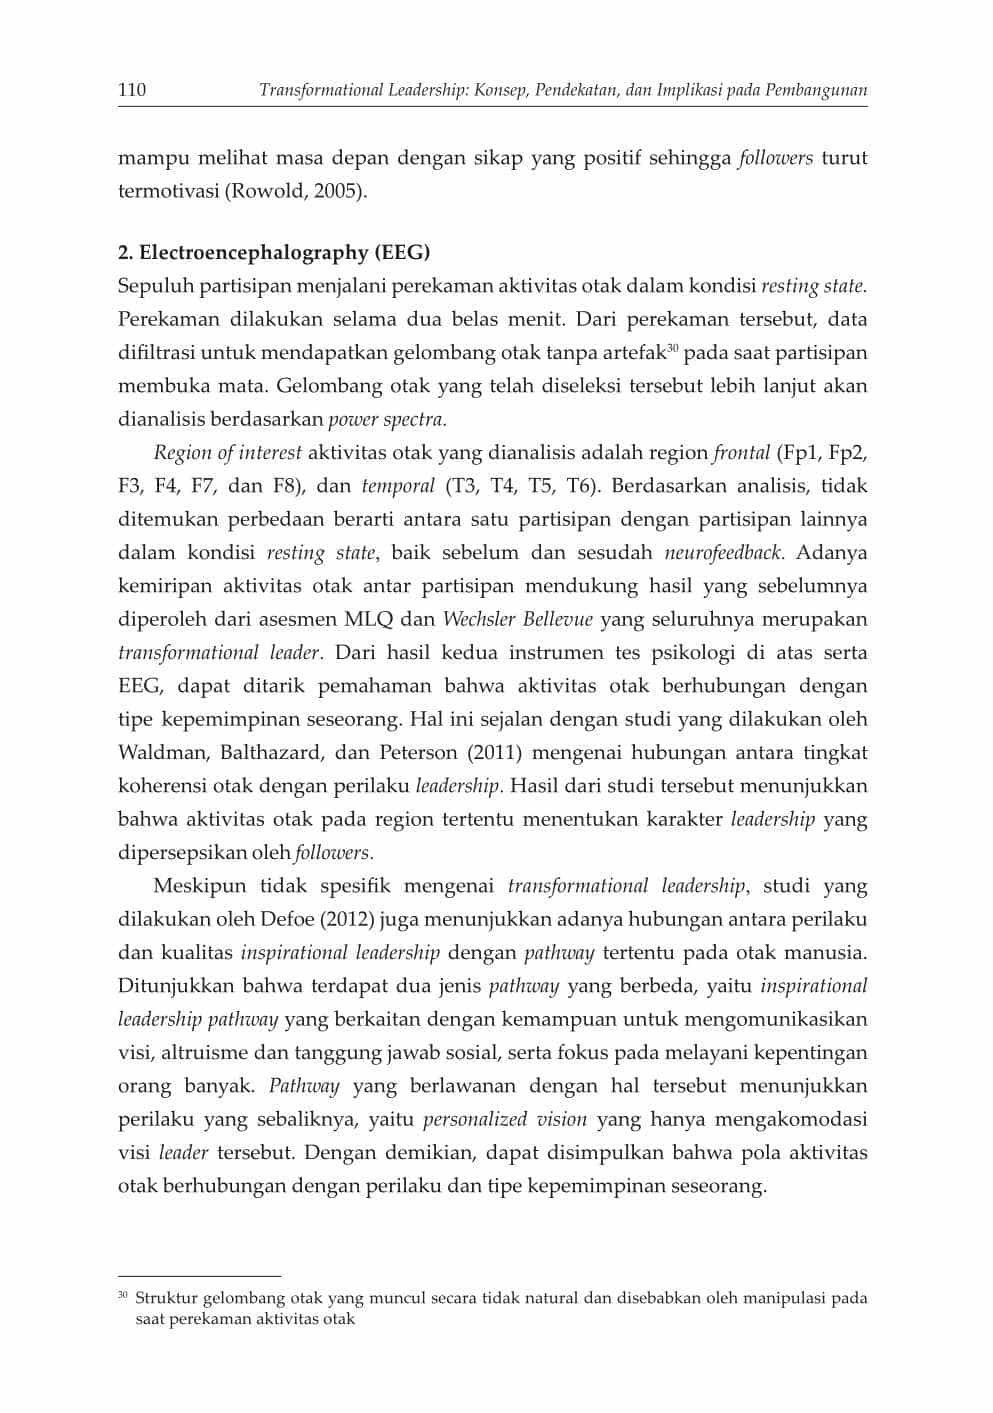 110
Transformational Leadership: Konsep, Pendekatan, dan Implikasi pada Pembangunan
mampu melihat masa depan dengan sikap yang positif sehingga followers turut
termotivasi (Rowold, 2005).
2. Electroencephalography (EEG)
Sepuluh partisipan menjalani perekaman aktivitas otak dalam kondisi resting state.
Perekaman dilakukan selama dua belas menit. Dari perekaman tersebut, data
difiltrasi untuk mendapatkan gelombang otak tanpa artefak30 pada saat partisipan
membuka mata. Gelombang otak yang telah diseleksi tersebut lebih lanjut akan
dianalisis berdasarkan power spectra.
Region of interest aktivitas otak yang dianalisis adalah region frontal (Fp1, Fp2,
F3, F4, F7, dan F8), dan temporal (T3, T4, T5, T6). Berdasarkan analisis, tidak
ditemukan perbedaan berarti antara satu partisipan dengan partisipan lainnya
dalam kondisi resting state, baik sebelum dan sesudah neurofeedback. Adanya
kemiripan aktivitas otak antar partisipan mendukung hasil yang sebelumnya
diperoleh dari asesmen MLQ dan Wechsler Bellevue yang seluruhnya merupakan
transformational leader. Dari hasil kedua instrumen tes psikologi di atas serta
EEG, dapat ditarik pemahaman bahwa aktivitas otak berhubungan dengan
tipe kepemimpinan seseorang. Hal ini sejalan dengan studi yang dilakukan oleh
Waldman, Balthazard, dan Peterson (2011) mengenai hubungan antara tingkat
koherensi otak dengan perilaku leadership. Hasil dari studi tersebut menunjukkan
bahwa aktivitas otak pada region tertentu menentukan karakter leadership yang
dipersepsikan oleh followers.
Meskipun tidak spesifik mengenai transformational leadership, studi yang
dilakukan oleh Defoe (2012) juga menunjukkan adanya hubungan antara perilaku
dan kualitas inspirational leadership dengan pathway tertentu pada otak manusia.
Ditunjukkan bahwa terdapat dua jenis pathway yang berbeda, yaitu inspirational
leadership pathway yang berkaitan dengan kemampuan untuk mengomunikasikan
visi, altruisme dan tanggung jawab sosial, serta fokus pada melayani kepentingan
orang banyak. Pathway yang berlawanan dengan hal tersebut menunjukkan
perilaku yang sebaliknya, yaitu personalized vision yang hanya mengakomodasi
visi leader tersebut. Dengan demikian, dapat disimpulkan bahwa pola aktivitas
otak berhubungan dengan perilaku dan tipe kepemimpinan seseorang.
30 Struktur gelombang otak yang muncul secara tidak natural dan disebabkan oleh manipulasi pada
saat perekaman aktivitas otak